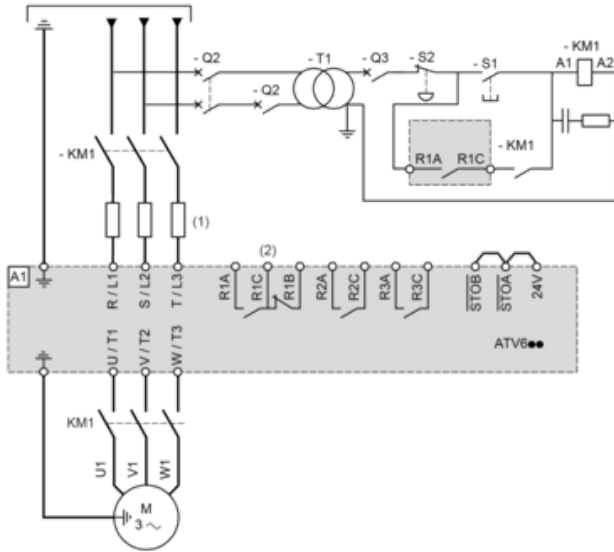 - Q2
- T1
- Q3
- S2
- S1
- KM1
A1
A2
- Q2
- KM1
R1A
R1C
- KM1
(1)
(2)
A1
R / L1
S / L2
T / L3
R1A
R1C
R1B
R2A
R2C
R3A
R3C
STOB
STOA
24V
U / T1
V / T2
W / T3
ATV6●●
KM1
U1
V1
W1
M
3 ~